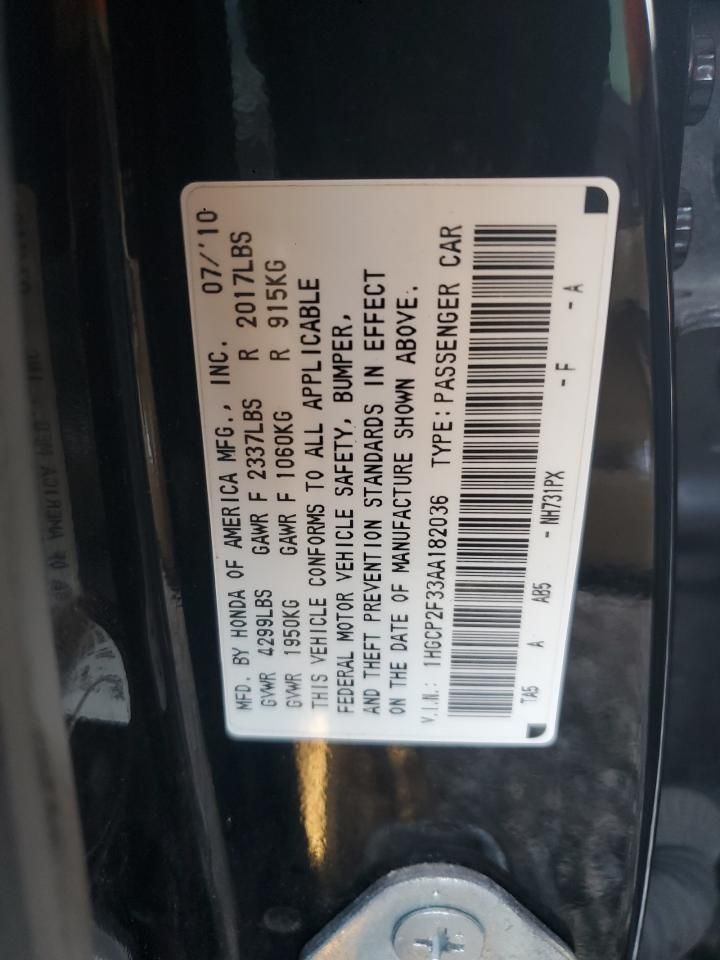 MFD. BY HONDA OF AMERICA MFG., INC. 07/'10
GVWR 4299LBS GAWR F 2337LBS R 2017LBS
GVWR 1950KG GAWR F 1060KG R 915KG
THIS VEHICLE CONFORMS TO ALL APPLICABLE
FEDERAL MOTOR VEHICLE SAFETY, BUMPER,
AND THEFT PREVENTION STANDARDS IN EFFECT
ON THE DATE OF MANUFACTURE SHOWN ABOVE.
V.I.N.: 1HGCP2F33AA182036 TYPE:PASSENGER CAR
TA5 A AB5 - NH731PX - F - A